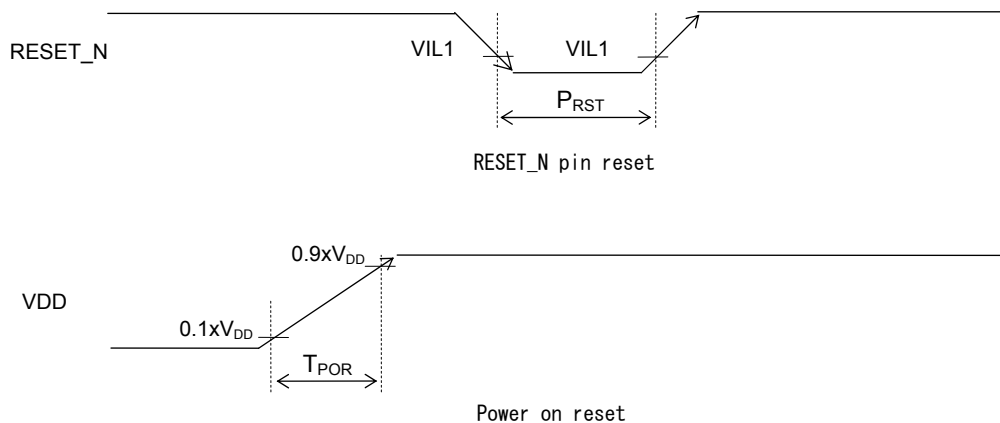 RESET_N
VIL1
VIL1
PRST
RESET_N pin reset
0.9xVDD
VDD
0.1xVDD
TPOR
Power on reset